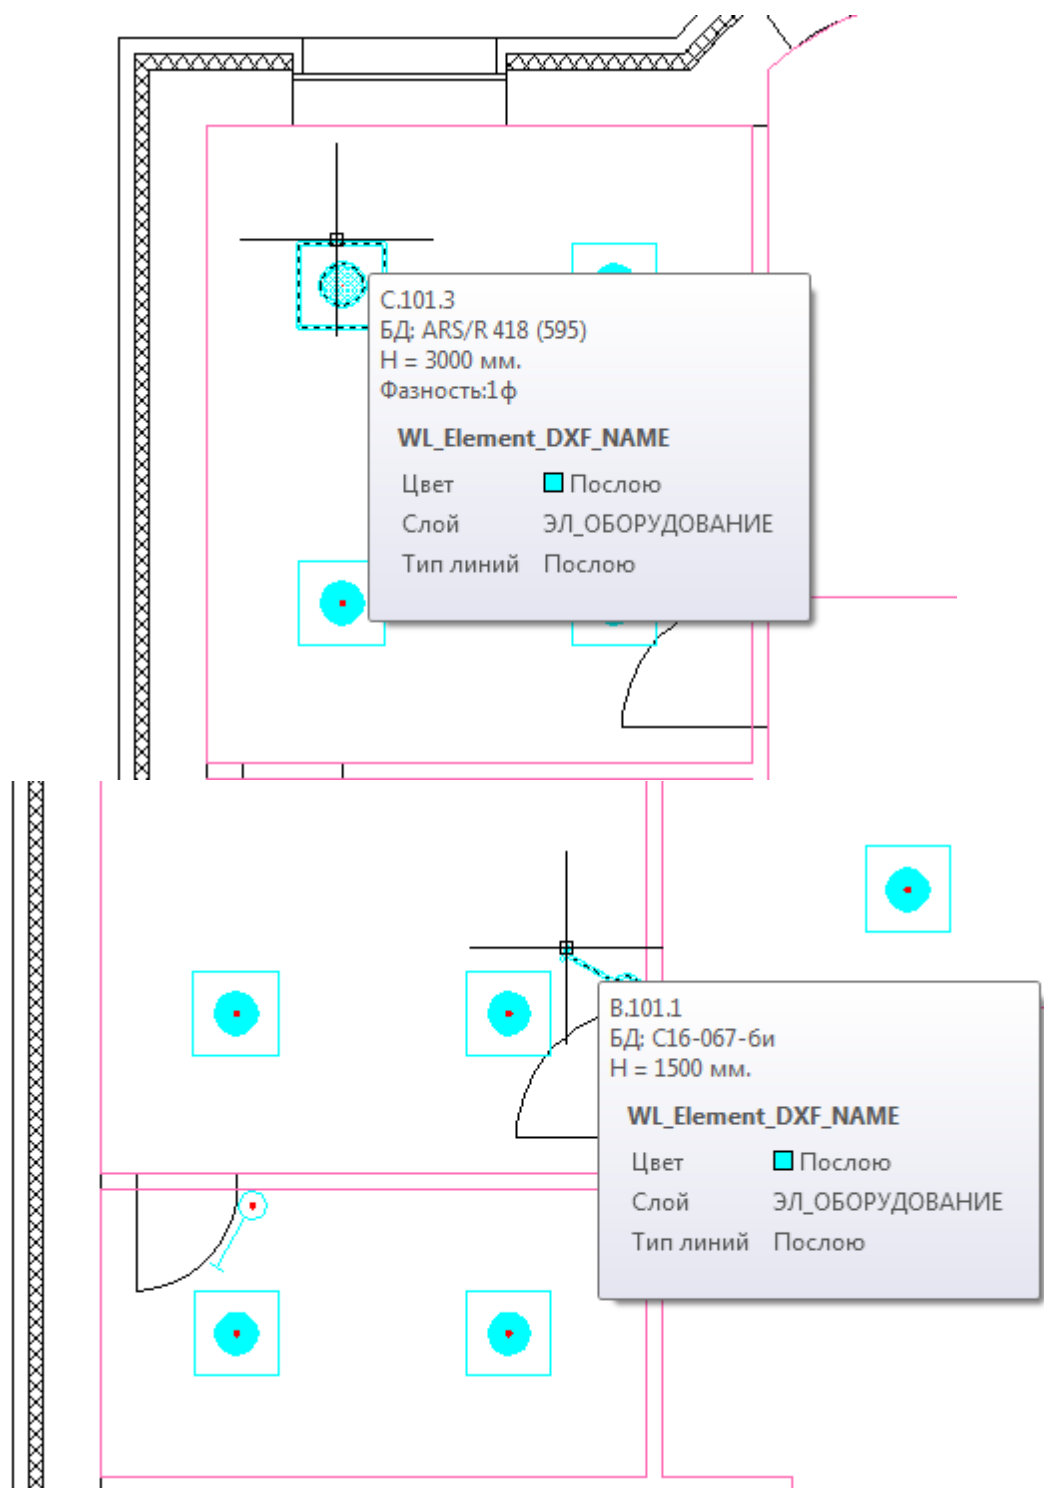 С.101.3
БД: ARS/R 418 (595)
Н = 3000 мм.
Фазность:1ф
WL_Element_DXF_NAME
Цвет Послою
Слой ЭЛ_ОБОРУДОВАНИЕ
Тип линий Послою
В.101.1
БД: С16-067-6и
Н = 1500 мм.
WL_Element_DXF_NAME
Цвет Послою
Слой ЭЛ_ОБОРУДОВАНИЕ
Тип линий Послою